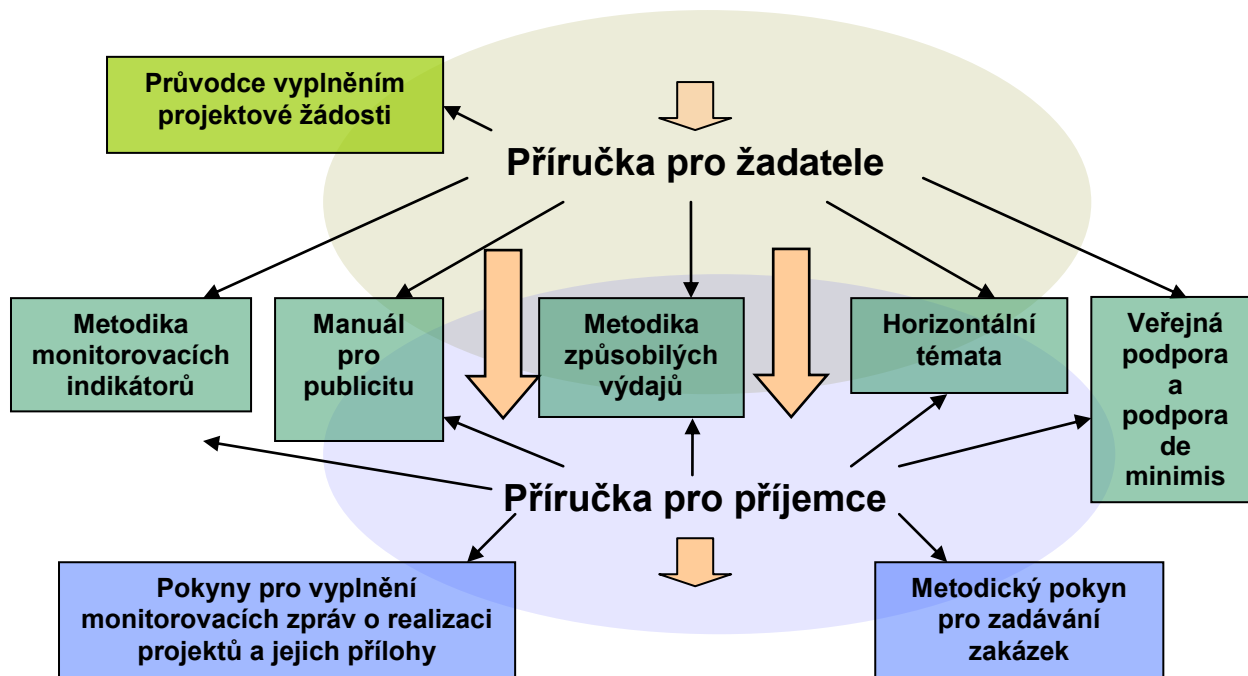 Průvodce vyplněním
projektové žádosti
Příručka pro žadatele
Metodika
monitorovacích
indikátorů
Manuál
pro
publicitu
Metodika
způsobilých
výdajů
Horizontální
témata
Veřejná
podpora
a
podpora
de
minimis
Příručka pro příjemce
Pokyny pro vyplnění
monitorovacích zpráv o realizaci
projektů a jejich přílohy
Metodický pokyn
pro zadávání
zakázek